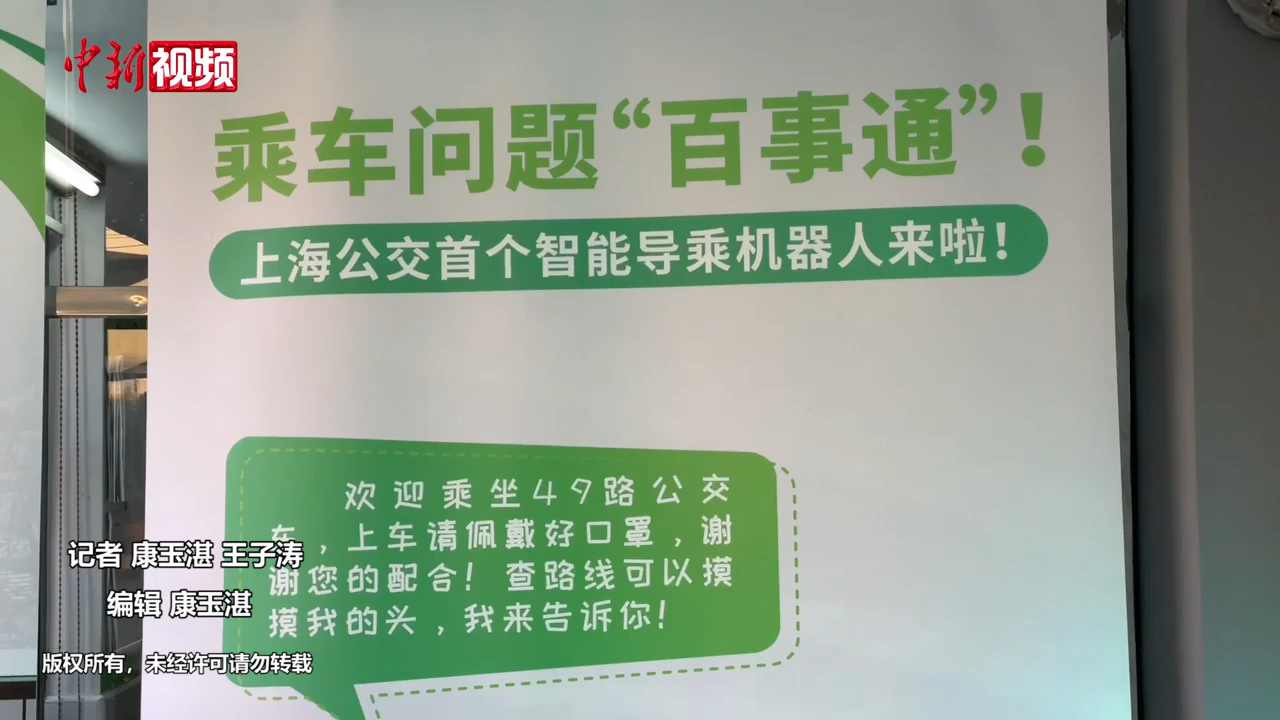 中新视频
乘车问题“百事通”！
上海公交首个智能导乘机器人来啦！
欢迎乘坐49路公交
车，上车请佩戴好口罩，谢
谢您的配合！查路线可以摸
摸我的头，我来告诉你！
记者 康玉湛 王子涛
编辑 康玉湛
版权所有，未经许可请勿转载